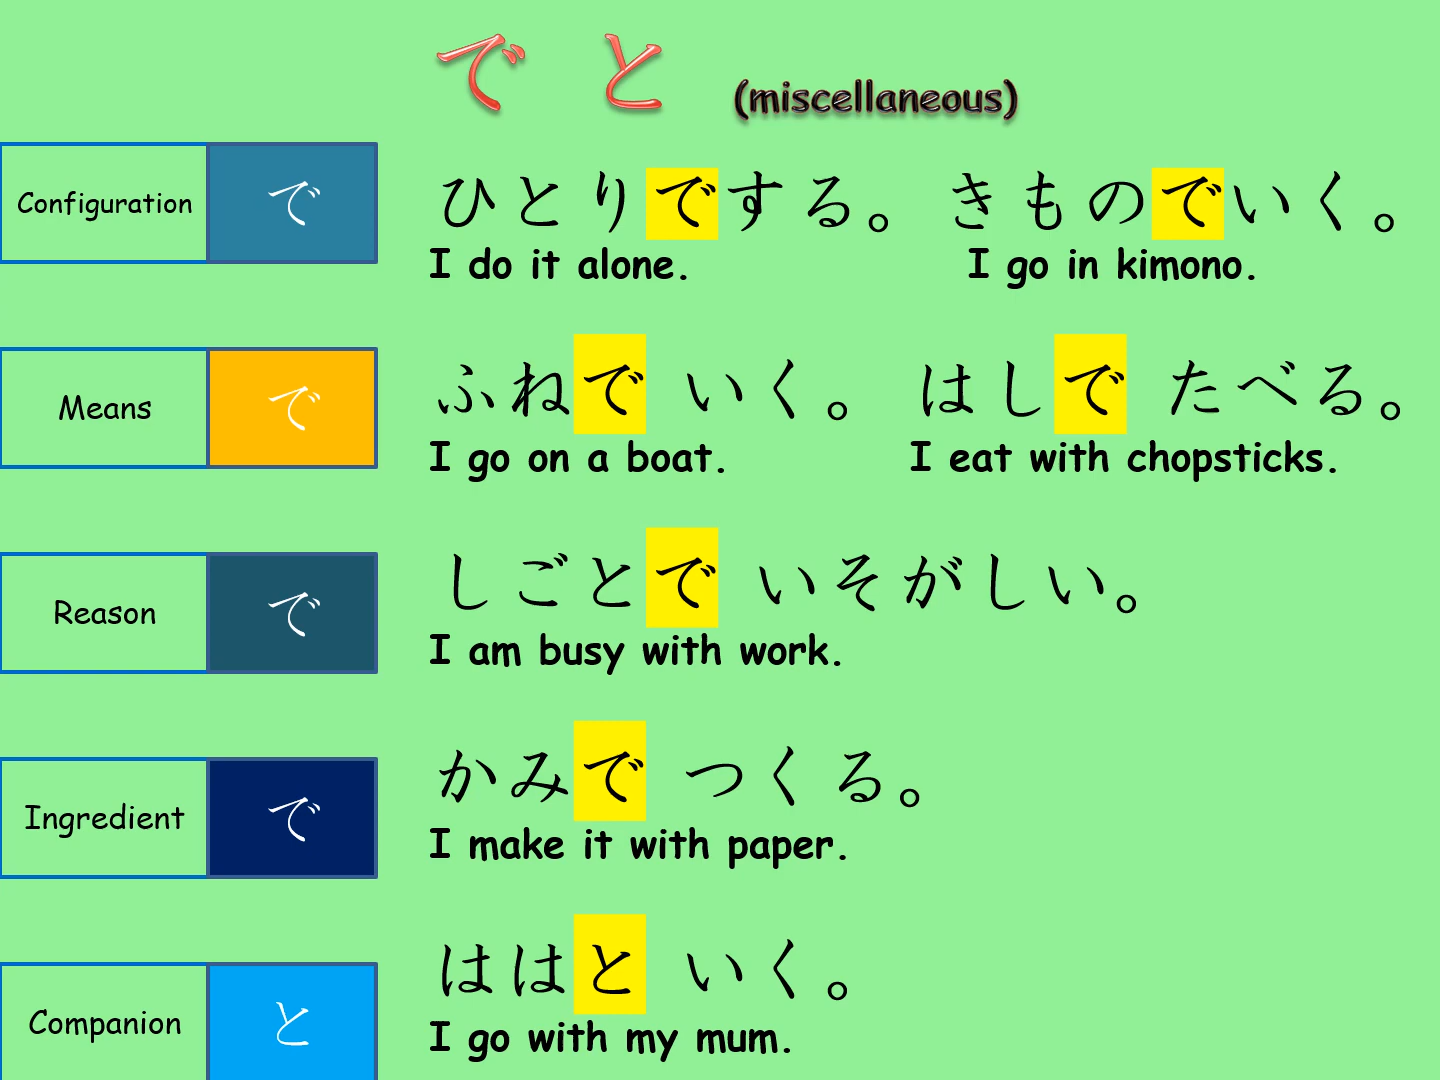 で と (miscellaneous)
Configuration で
ひとりでする。 きものでいく。
I do it alone. I go in kimono.
Means で
ふねで いく。 はしで たべる。
I go on a boat. I eat with chopsticks.
Reason で
しごとで いそがしい。
I am busy with work.
Ingredient で
かみで つくる。
I make it with paper.
Companion と
ははと いく。
I go with my mum.